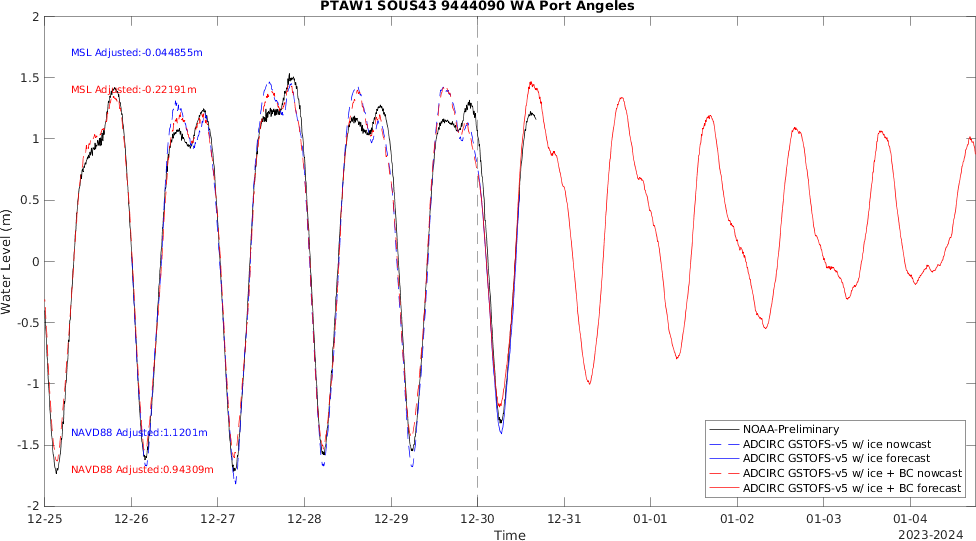 PTAW1 SOUS43 9444090 WA Port Angeles
2
1.5
1
0.5
0
-0.5
-1
-1.5
-2
Water Level (m)
MSL Adjusted:-0.044855m
MSL Adjusted:-0.22191m
NAVD88 Adjusted:1.1201m
NAVD88 Adjusted:0.94309m
NOAA-Preliminary
ADCIRC GSTOFS-v5 w/ ice nowcast
ADCIRC GSTOFS-v5 w/ ice forecast
ADCIRC GSTOFS-v5 w/ ice + BC nowcast
ADCIRC GSTOFS-v5 w/ ice + BC forecast
12-25 12-26 12-27 12-28 12-29 12-30 12-31 01-01 01-02 01-03 01-04
Time
2023-2024